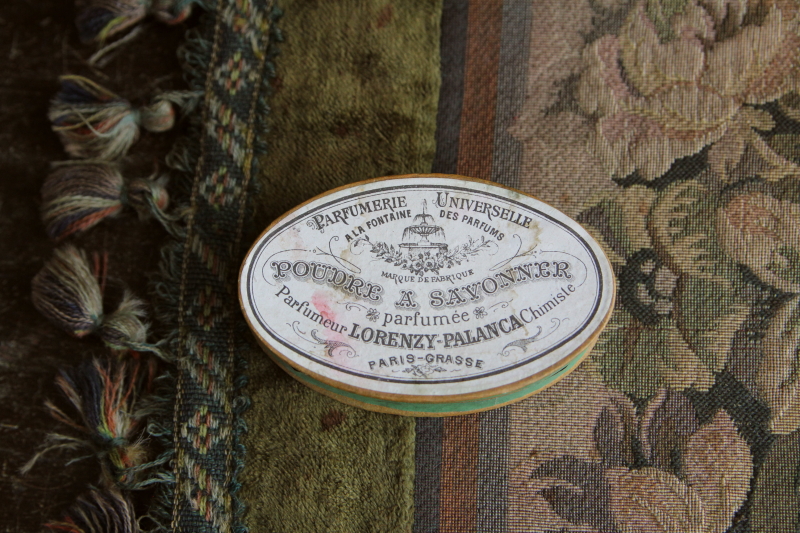 PARFUMERIE UNIVERSELLE
A LA FONTAINE DES PARFUMS
MARQUE DE FABRIQUE
POUDRE A SAVONNER
parfumée
Parfumeur LORENZY-PALANCA Chimiste
PARIS-GRASSE